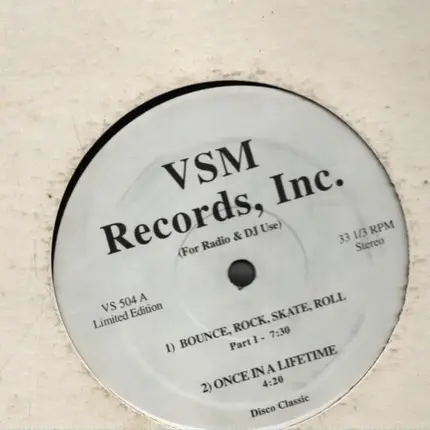 VSM
Records, Inc.
(For Radio & DJ Use)
33 1/3 RPM
Stereo
VS 504 A
Limited Edition
1) BOUNCE, ROCK, SKATE, ROLL
Part 1 - 7:30
2) ONCE IN A LIFETIME
4:20
Disco Classic